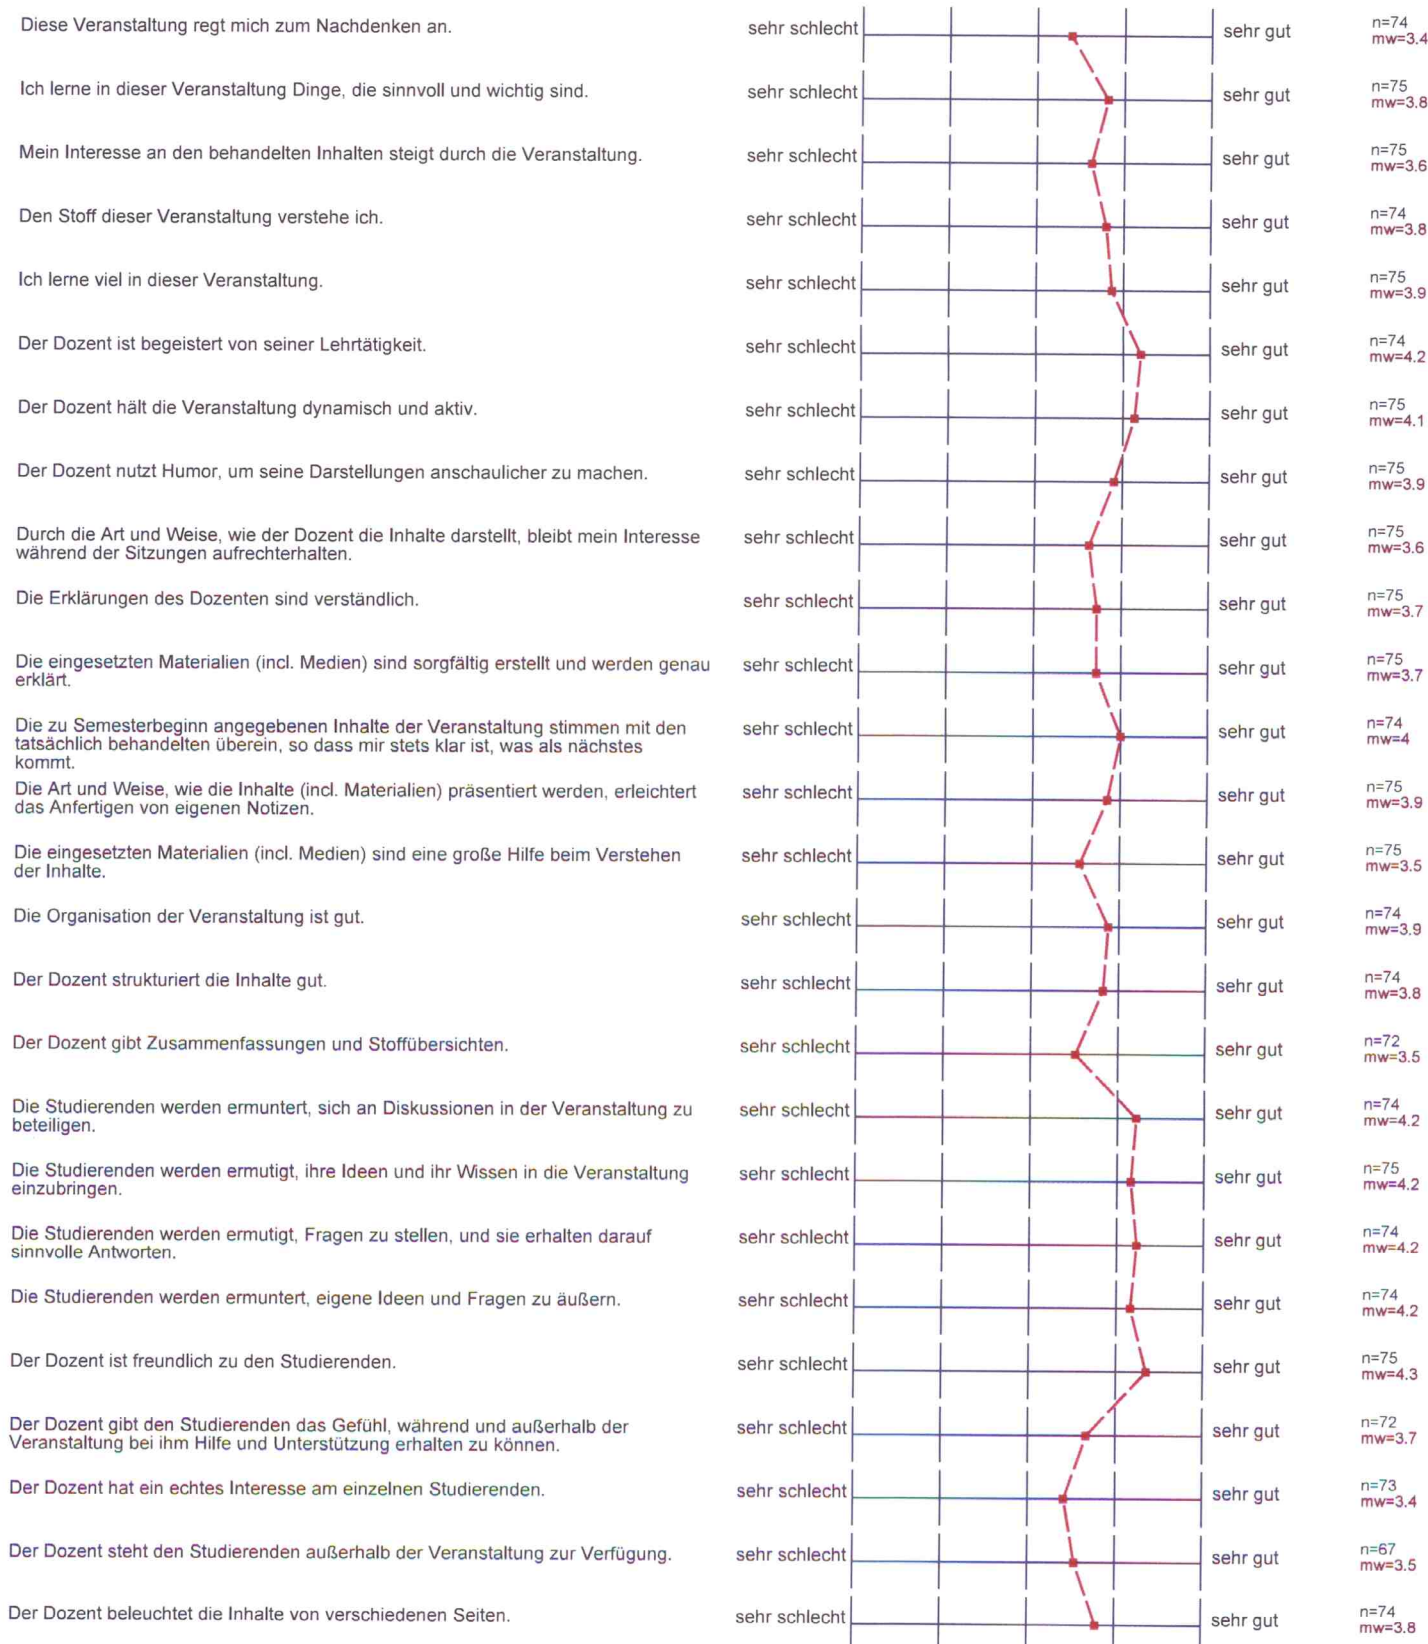 Diese Veranstaltung regt mich zum Nachdenken an. sehr schlecht sehr gut n=74
mw=3.4
Ich lerne in dieser Veranstaltung Dinge, die sinnvoll und wichtig sind. sehr schlecht sehr gut n=75
mw=3.8
Mein Interesse an den behandelten Inhalten steigt durch die Veranstaltung. sehr schlecht sehr gut n=75
mw=3.6
Den Stoff dieser Veranstaltung verstehe ich. sehr schlecht sehr gut n=74
mw=3.8
Ich lerne viel in dieser Veranstaltung. sehr schlecht sehr gut n=75
mw=3.9
Der Dozent ist begeistert von seiner Lehrtätigkeit. sehr schlecht sehr gut n=74
mw=4.2
Der Dozent hält die Veranstaltung dynamisch und aktiv. sehr schlecht sehr gut n=75
mw=4.1
Der Dozent nutzt Humor, um seine Darstellungen anschaulicher zu machen. sehr schlecht sehr gut n=75
mw=3.9
Durch die Art und Weise, wie der Dozent die Inhalte darstellt, bleibt mein Interesse sehr schlecht sehr gut n=75
während der Sitzungen aufrechterhalten. mw=3.6
Die Erklärungen des Dozenten sind verständlich. sehr schlecht sehr gut n=75
mw=3.7
Die eingesetzten Materialien (incl. Medien) sind sorgfältig erstellt und werden genau sehr schlecht sehr gut n=75
erklärt. mw=3.7
Die zu Semesterbeginn angegebenen Inhalte der Veranstaltung stimmen mit den sehr schlecht sehr gut n=74
tatsächlich behandelten überein, so dass mir stets klar ist, was als nächstes mw=4
kommt.
Die Art und Weise, wie die Inhalte (incl. Materialien) präsentiert werden, erleichtert sehr schlecht sehr gut n=75
das Anfertigen von eigenen Notizen. mw=3.9
Die eingesetzten Materialien (incl. Medien) sind eine große Hilfe beim Verstehen sehr schlecht sehr gut n=75
der Inhalte. mw=3.5
Die Organisation der Veranstaltung ist gut. sehr schlecht sehr gut n=74
mw=3.9
Der Dozent strukturiert die Inhalte gut. sehr schlecht sehr gut n=74
mw=3.8
Der Dozent gibt Zusammenfassungen und Stoffübersichten. sehr schlecht sehr gut n=72
mw=3.5
Die Studierenden werden ermuntert, sich an Diskussionen in der Veranstaltung zu sehr schlecht sehr gut n=74
beteiligen. mw=4.2
Die Studierenden werden ermutigt, ihre Ideen und ihr Wissen in die Veranstaltung sehr schlecht sehr gut n=75
einzubringen. mw=4.2
Die Studierenden werden ermutigt, Fragen zu stellen, und sie erhalten darauf sehr schlecht sehr gut n=74
sinnvolle Antworten. mw=4.2
Die Studierenden werden ermuntert, eigene Ideen und Fragen zu äußern. sehr schlecht sehr gut n=74
mw=4.2
Der Dozent ist freundlich zu den Studierenden. sehr schlecht sehr gut n=75
mw=4.3
Der Dozent gibt den Studierenden das Gefühl, während und außerhalb der sehr schlecht sehr gut n=72
Veranstaltung bei ihm Hilfe und Unterstützung erhalten zu können. mw=3.7
Der Dozent hat ein echtes Interesse am einzelnen Studierenden. sehr schlecht sehr gut n=73
mw=3.4
Der Dozent steht den Studierenden außerhalb der Veranstaltung zur Verfügung. sehr schlecht sehr gut n=67
mw=3.5
Der Dozent beleuchtet die Inhalte von verschiedenen Seiten. sehr schlecht sehr gut n=74
mw=3.8